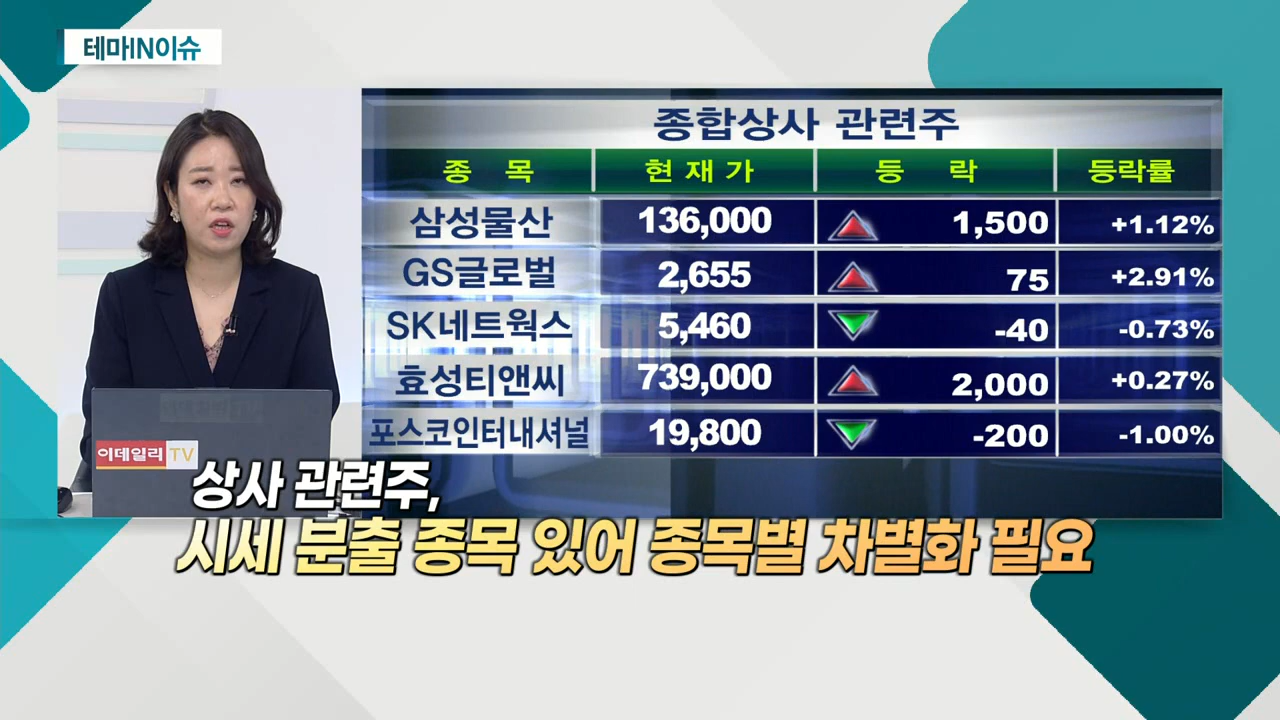 테마IN이슈
종합상사 관련주
종 목 현 재 가 등 락 등락률
삼성물산 136,000 1,500 +1.12%
GS글로벌 2,655 75 +2.91%
SK네트웍스 5,460 -40 -0.73%
효성티앤씨 739,000 2,000 +0.27%
포스코인터내셔널 19,800 -200 -1.00%
이데일리TV
상사 관련주,
시세 분출 종목 있어 종목별 차별화 필요